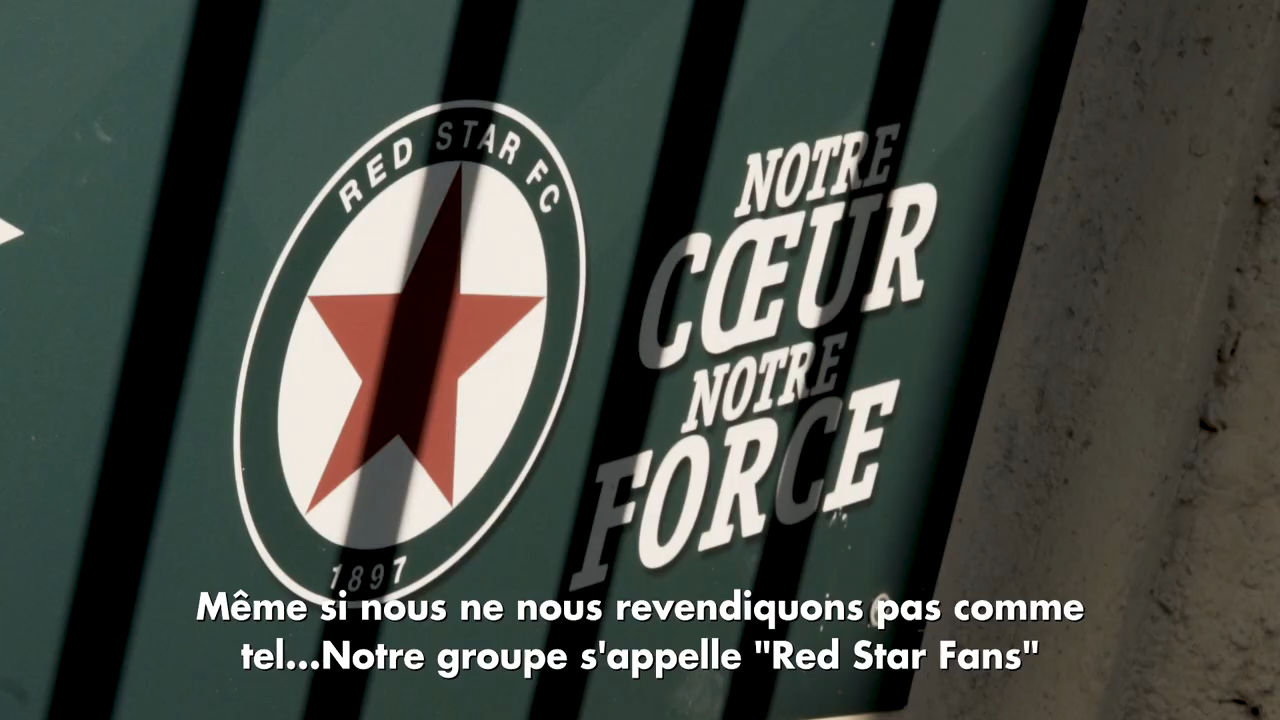 RED STAR FC
1897
NOTRE
CŒUR
NOTRE
FORCE
Même si nous ne nous revendiquons pas comme
tel...Notre groupe s'appelle "Red Star Fans"